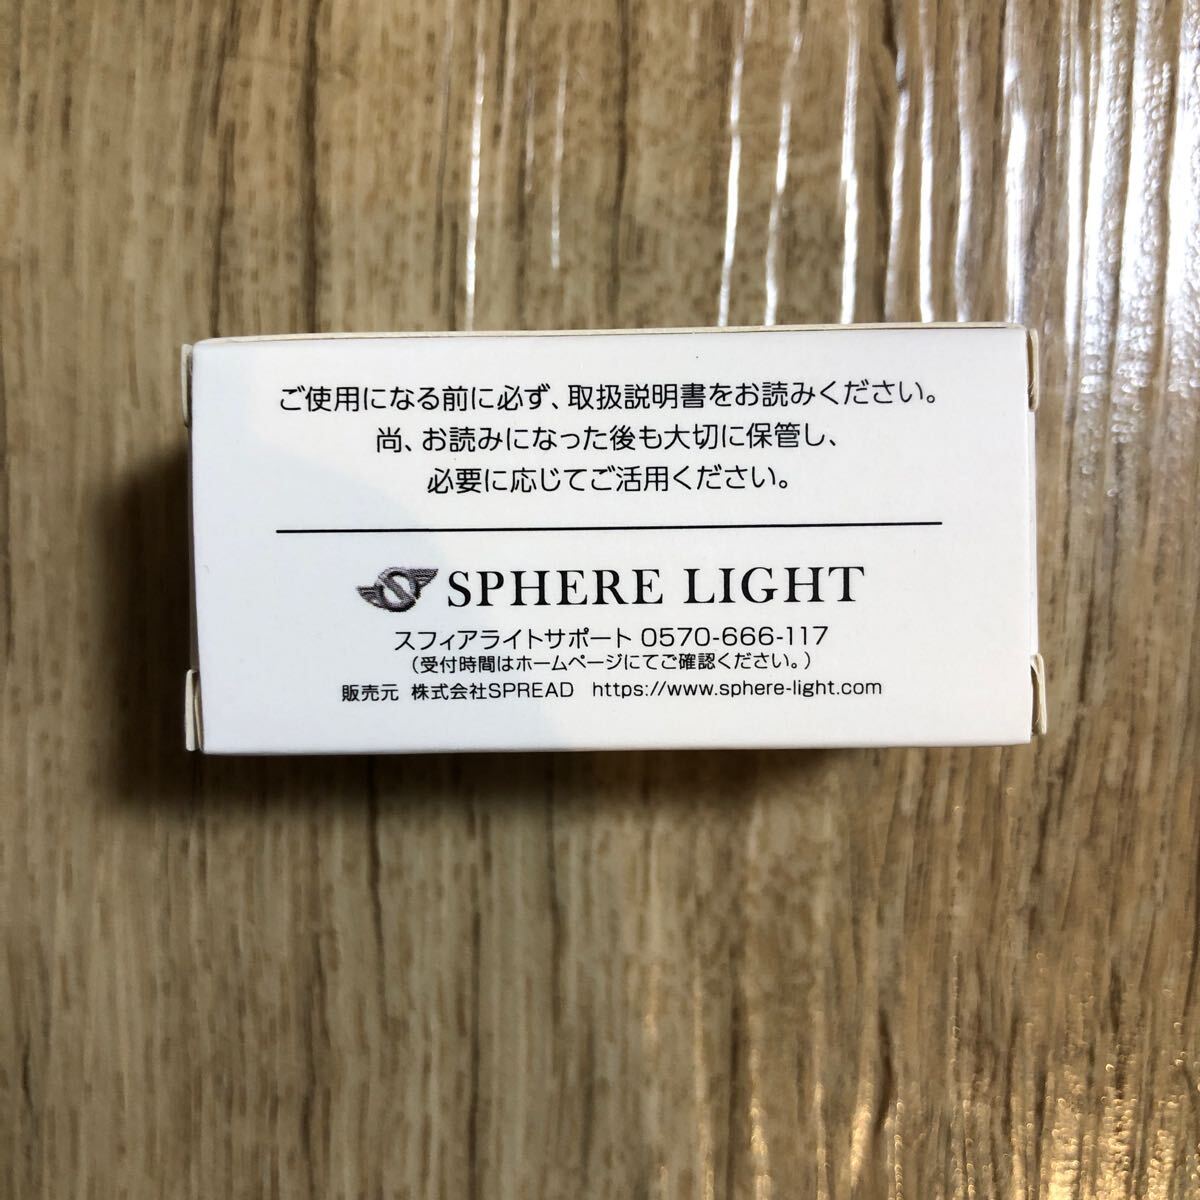 ご使用になる前に必ず、取扱説明書をお読みください。
尚、お読みになった後も大切に保管し、
必要に応じてご活用ください。
SPHERE LIGHT
スフィアライトサポート 0570-666-117
（受付時間はホームページにてご確認ください。）
販売元 株式会社SPREAD https://www.sphere-light.com